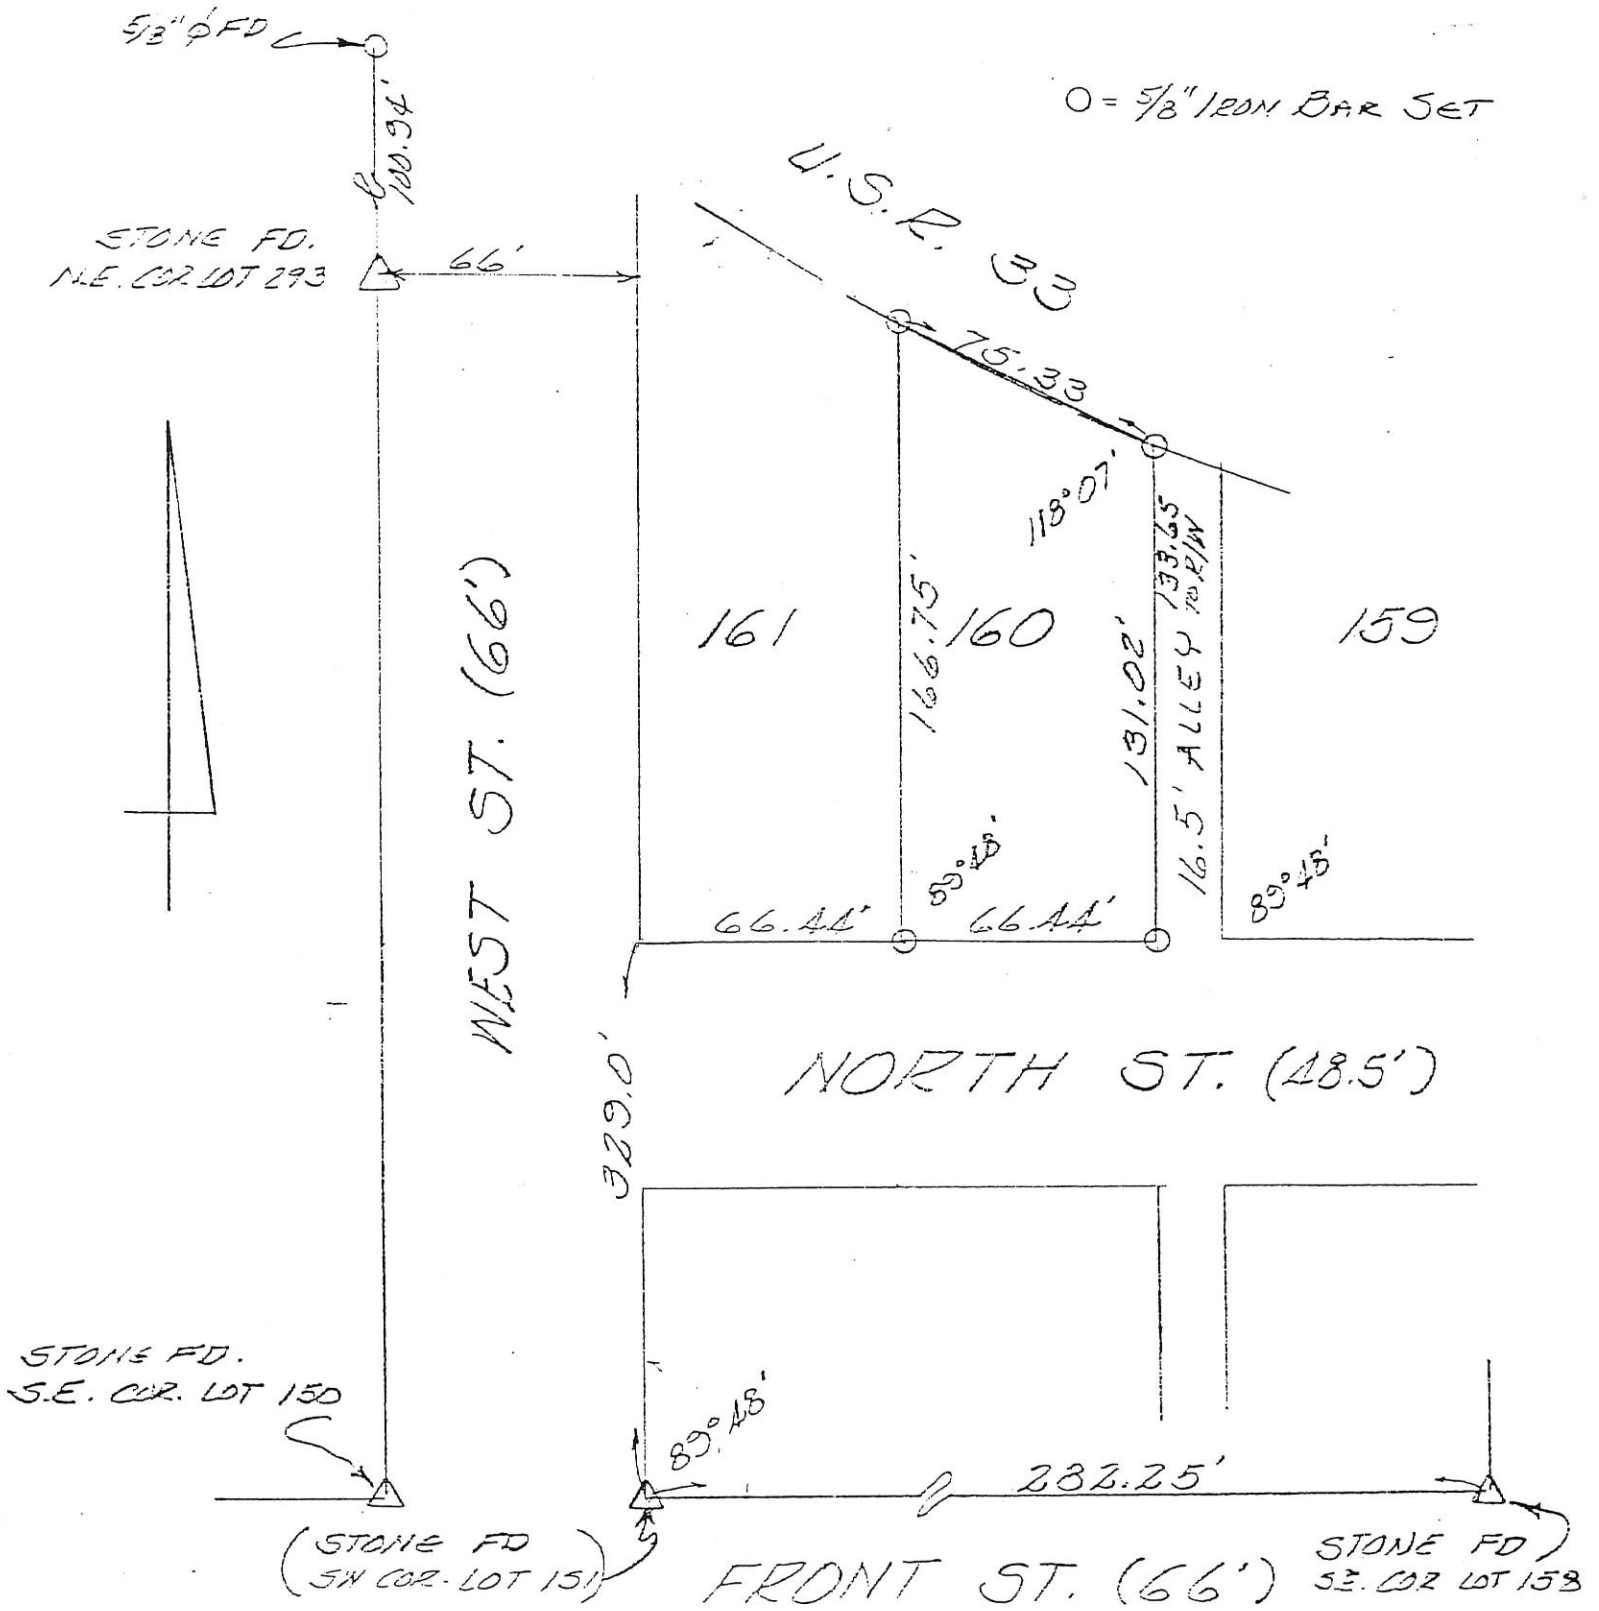 5/8" ϕ FD
100.94'
O = 5/8" IRON BAR SET
U.S.R. 33
STONE FD.
N.E. COR LOT 293
66'
75.33
118°07'
133.65
TO R/W
161
166.75'
160
131.02'
16.5' ALLEY
159
WEST ST. (66')
89°48'
89°48'
66.44'
66.44'
329.0'
NORTH ST. (48.5')
STONE FD.
S.E. COR. LOT 150
89°48'
282.25'
(STONE FD
SW COR. LOT 151)
FRONT ST. (66')
STONE FD)
SE. COR LOT 158